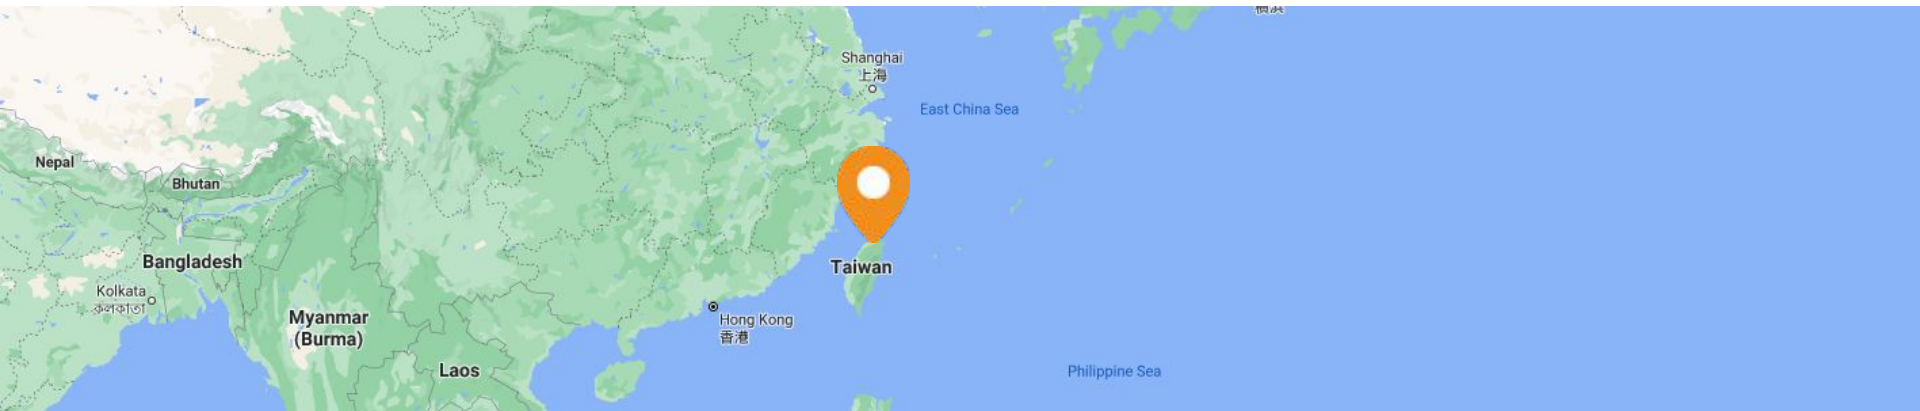 Shanghai
上海
East China Sea
Nepal
Bhutan
Bangladesh
Taiwan
Kolkata
কলকাতা
Myanmar
(Burma)
Hong Kong
香港
Laos
Philippine Sea